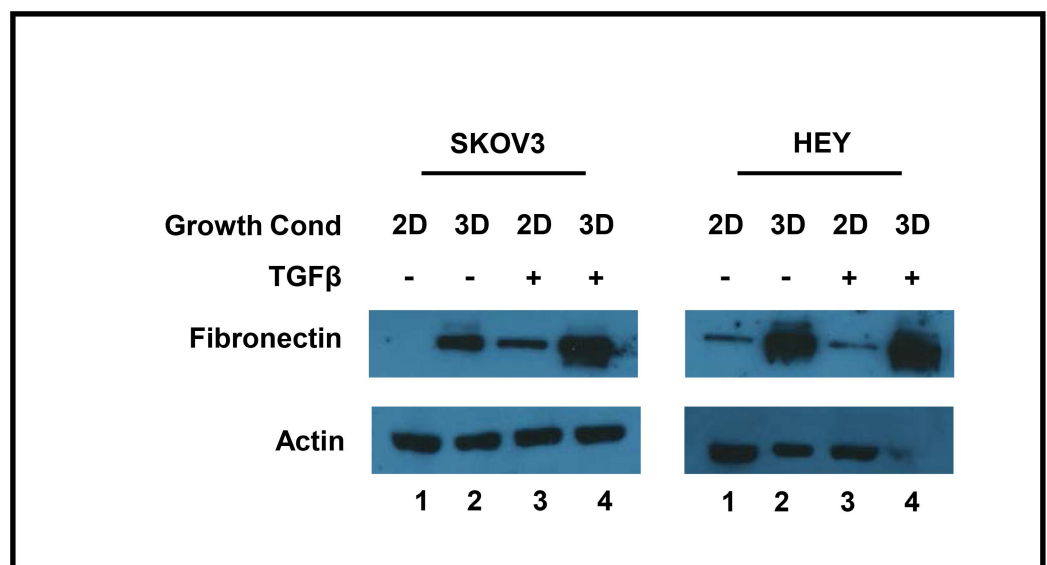 SKOV3 HEY
Growth Cond 2D 3D 2D 3D 2D 3D 2D 3D
TGFβ - - + + - - + +
Fibronectin
Actin
1 2 3 4 1 2 3 4